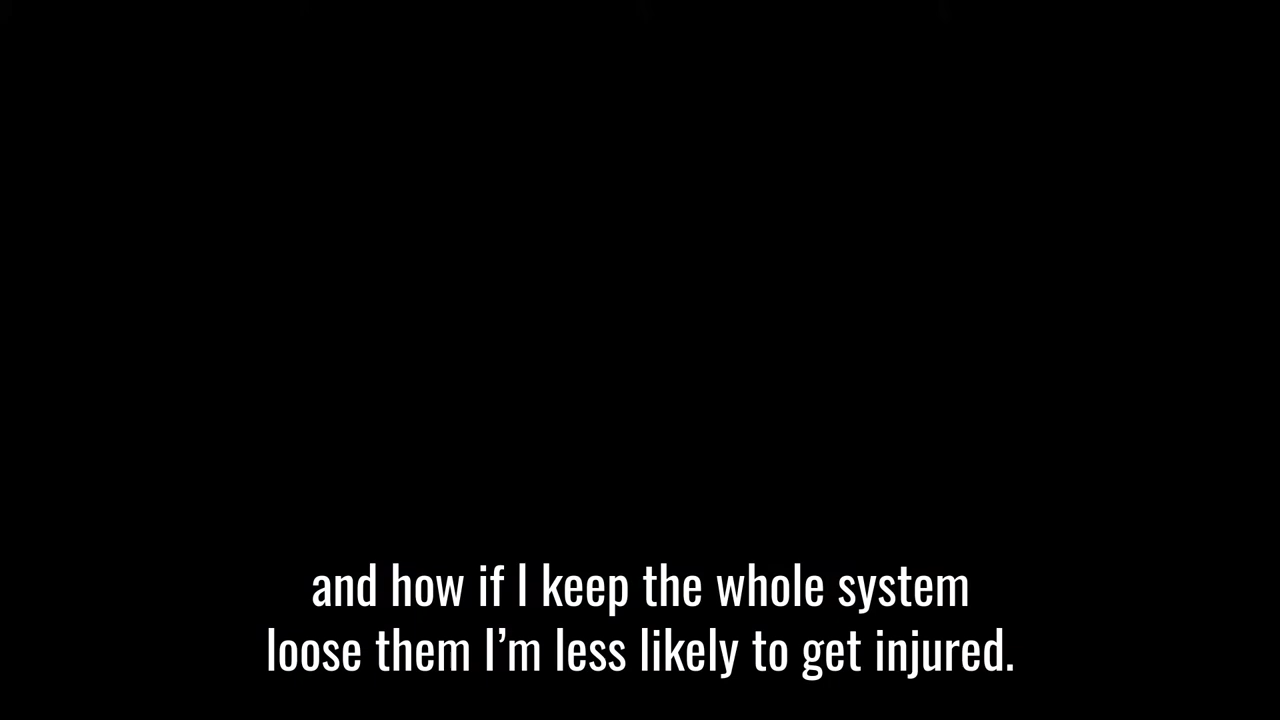 and how if I keep the whole system
loose them I’m less likely to get injured.